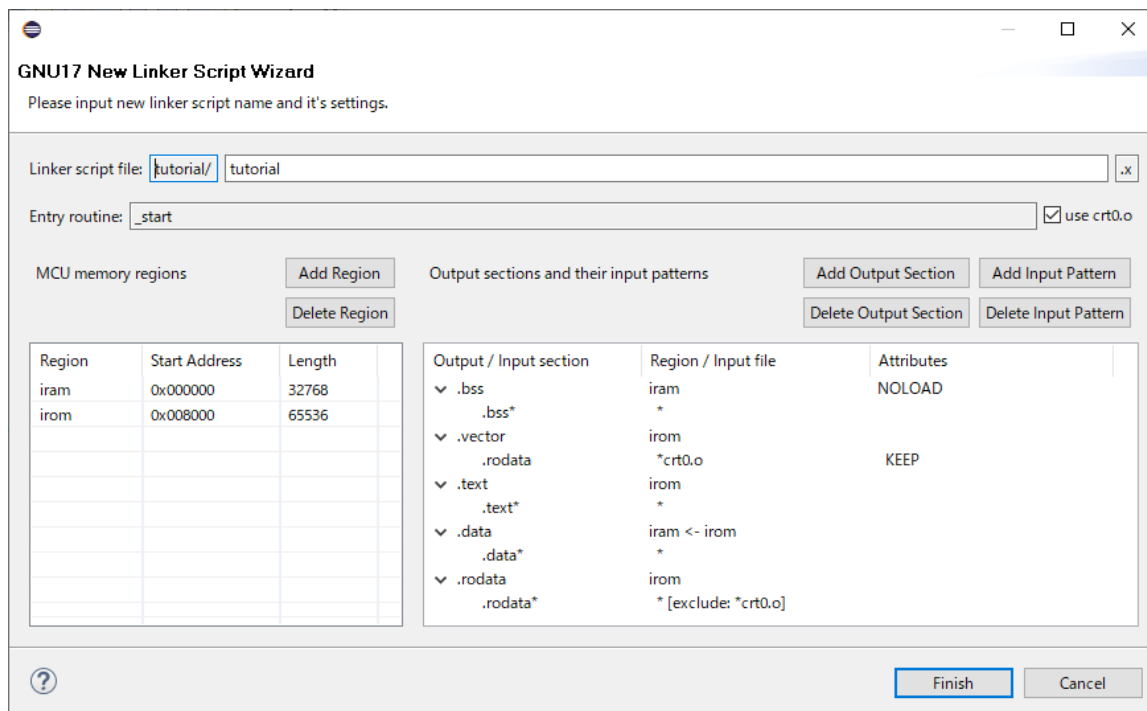 GNU17 New Linker Script Wizard
Please input new linker script name and it's settings.
Linker script file: tutorial/ tutorial .x
Entry routine: _start use crt0.o
MCU memory regions Add Region Output sections and their input patterns Add Output Section Add Input Pattern
Delete Region Delete Output Section Delete Input Pattern
Region Start Address Length Output / Input section Region / Input file Attributes
iram 0x000000 32768 .bss iram NOLOAD
irom 0x008000 65536 .bss* *
.vector irom
.rodata *crt0.o KEEP
.text irom
.text* *
.data iram <- irom
.data* *
.rodata irom
.rodata* * [exclude: *crt0.o]
? Finish Cancel